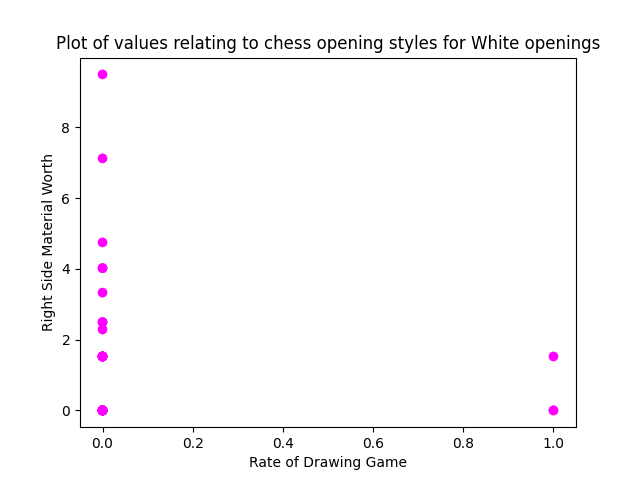 Plot of values relating to chess opening styles for White openings
Right Side Material Worth
8
6
4
2
0
0.0 0.2 0.4 0.6 0.8 1.0
Rate of Drawing Game